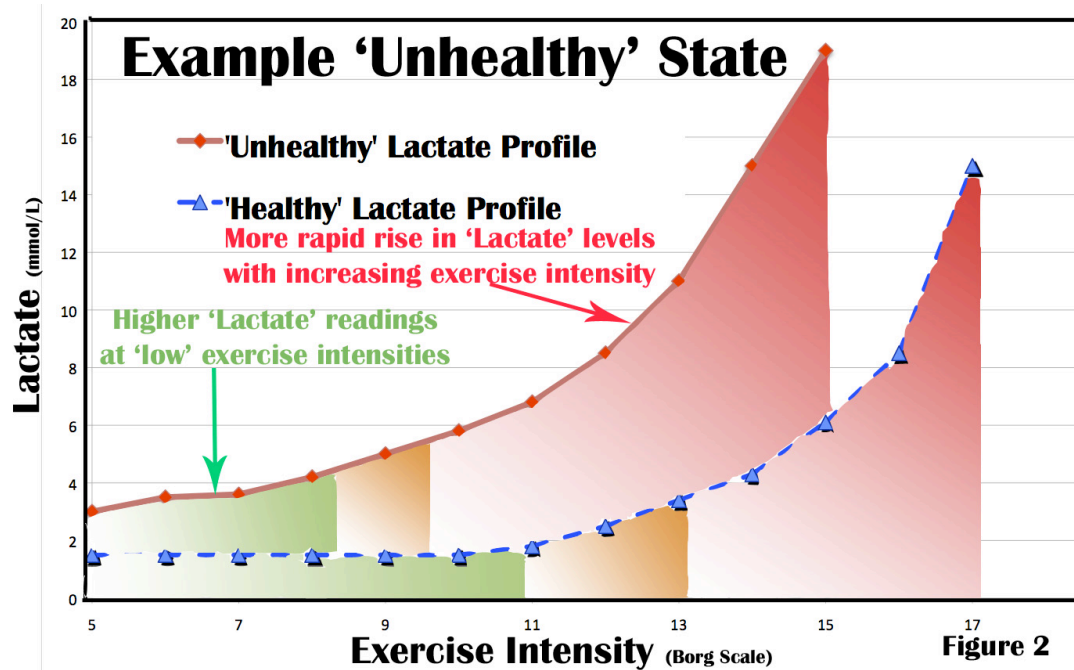 Example ‘Unhealthy’ State
'Unhealthy' Lactate Profile
'Healthy' Lactate Profile
More rapid rise in ‘Lactate’ levels
with increasing exercise intensity
Higher ‘Lactate’ readings
at ‘low’ exercise intensities
Lactate (mmol/L)
20
18
16
14
12
10
8
6
4
2
0
5 7 9 11 13 15 17
Exercise Intensity (Borg Scale)
Figure 2